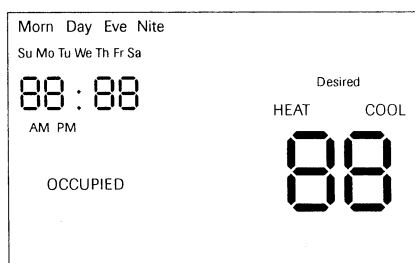 Morn Day Eve Nite
Su Mo Tu We Th Fr Sa
88:88
AM PM
Desired
HEAT COOL
88
OCCUPIED